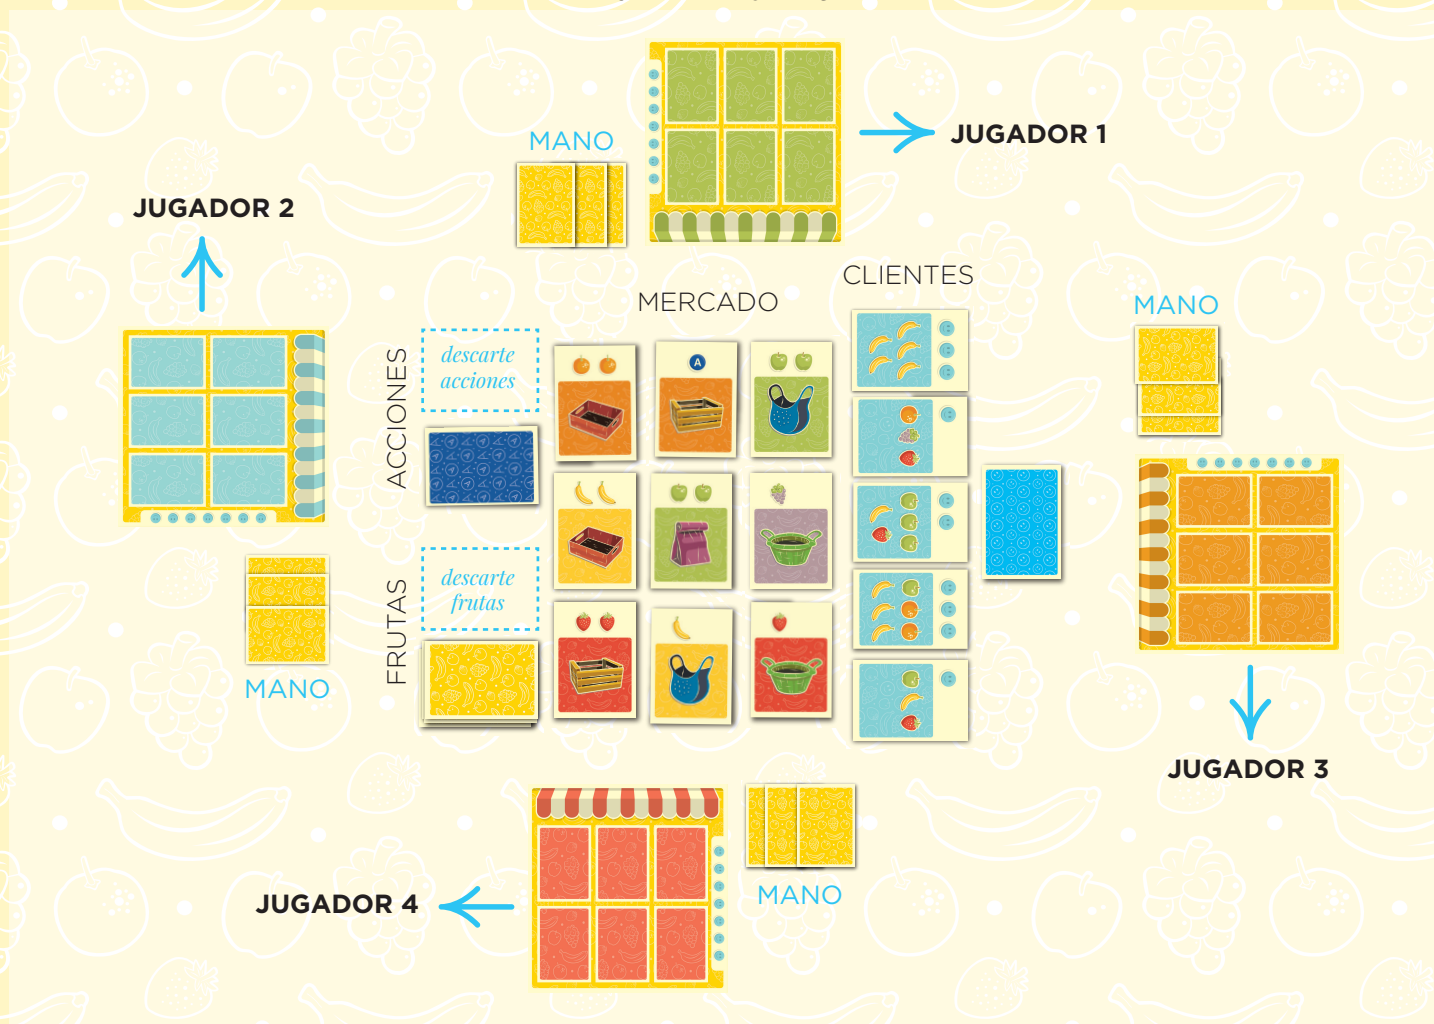 JUGADOR 1
MANO
JUGADOR 2
CLIENTES
MERCADO
MANO
ACCIONES
descarte
acciones
A
FRUTAS
descarte
frutas
MANO
JUGADOR 3
JUGADOR 4
MANO